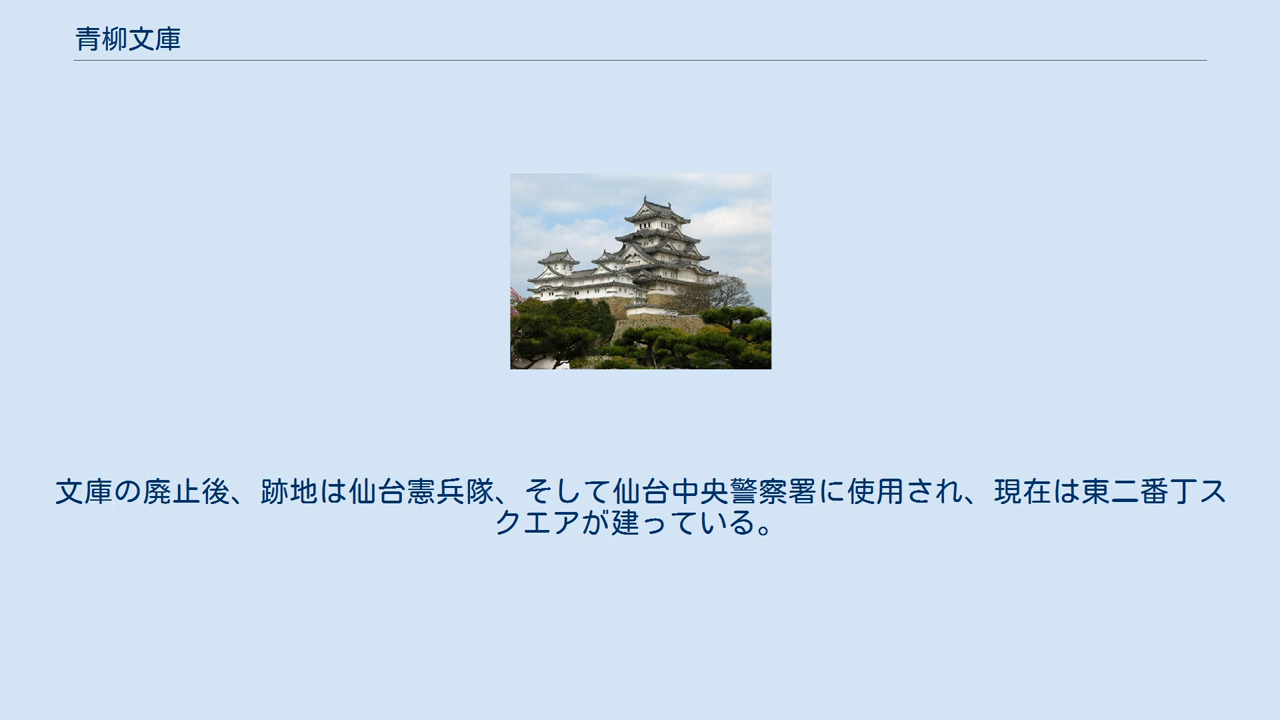 青柳文庫
文庫の廃止後、跡地は仙台憲兵隊、そして仙台中央警察署に使用され、現在は東二番丁ス
クエアが建っている。